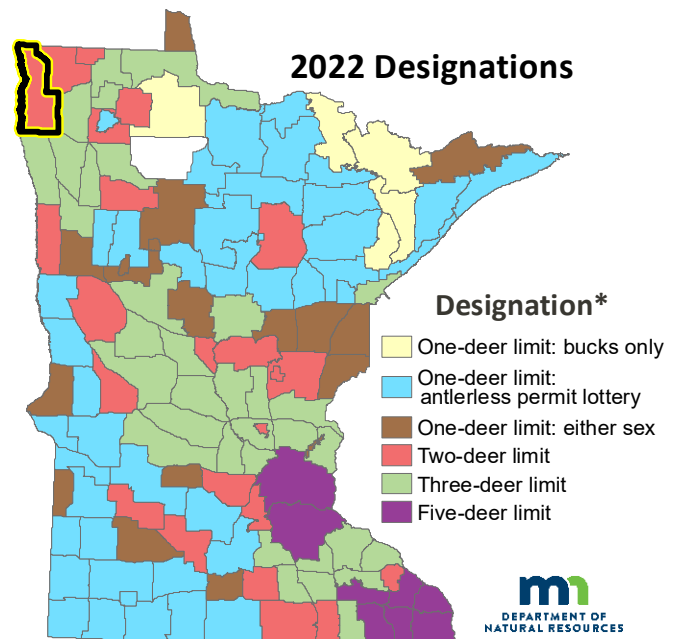 2022 Designations
Designation*
One-deer limit: bucks only
One-deer limit:
antlerless permit lottery
One-deer limit: either sex
Two-deer limit
Three-deer limit
Five-deer limit
mn
DEPARTMENT OF
NATURAL RESOURCES